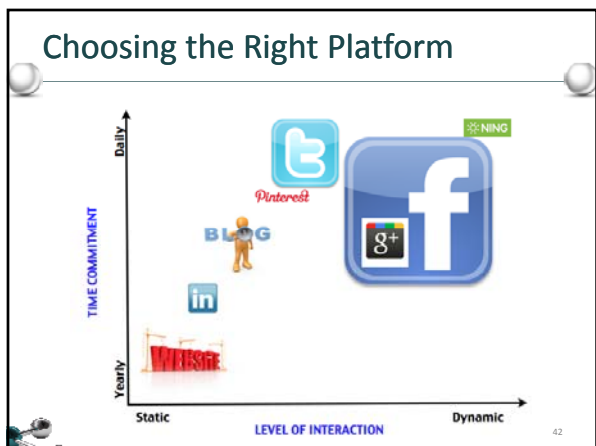 Choosing the Right Platform
Daily
NING
t
f
Pinterest
BLOG
g+
TIME COMMITMENT
in
WEBSITE
Yearly
Static
Dynamic
LEVEL OF INTERACTION
42